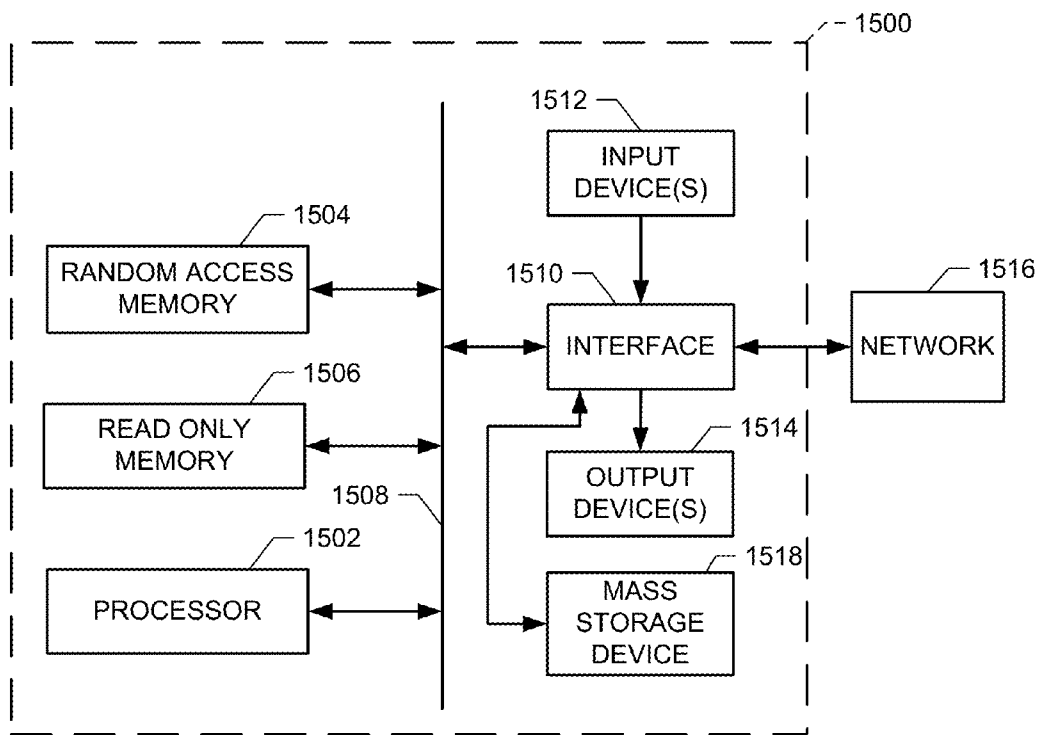 1500
1512
INPUT
DEVICE(S)
1504
RANDOM ACCESS
MEMORY
1510
INTERFACE
1516
NETWORK
1506
READ ONLY
MEMORY
1514
OUTPUT
DEVICE(S)
1508
1502
PROCESSOR
1518
MASS
STORAGE
DEVICE